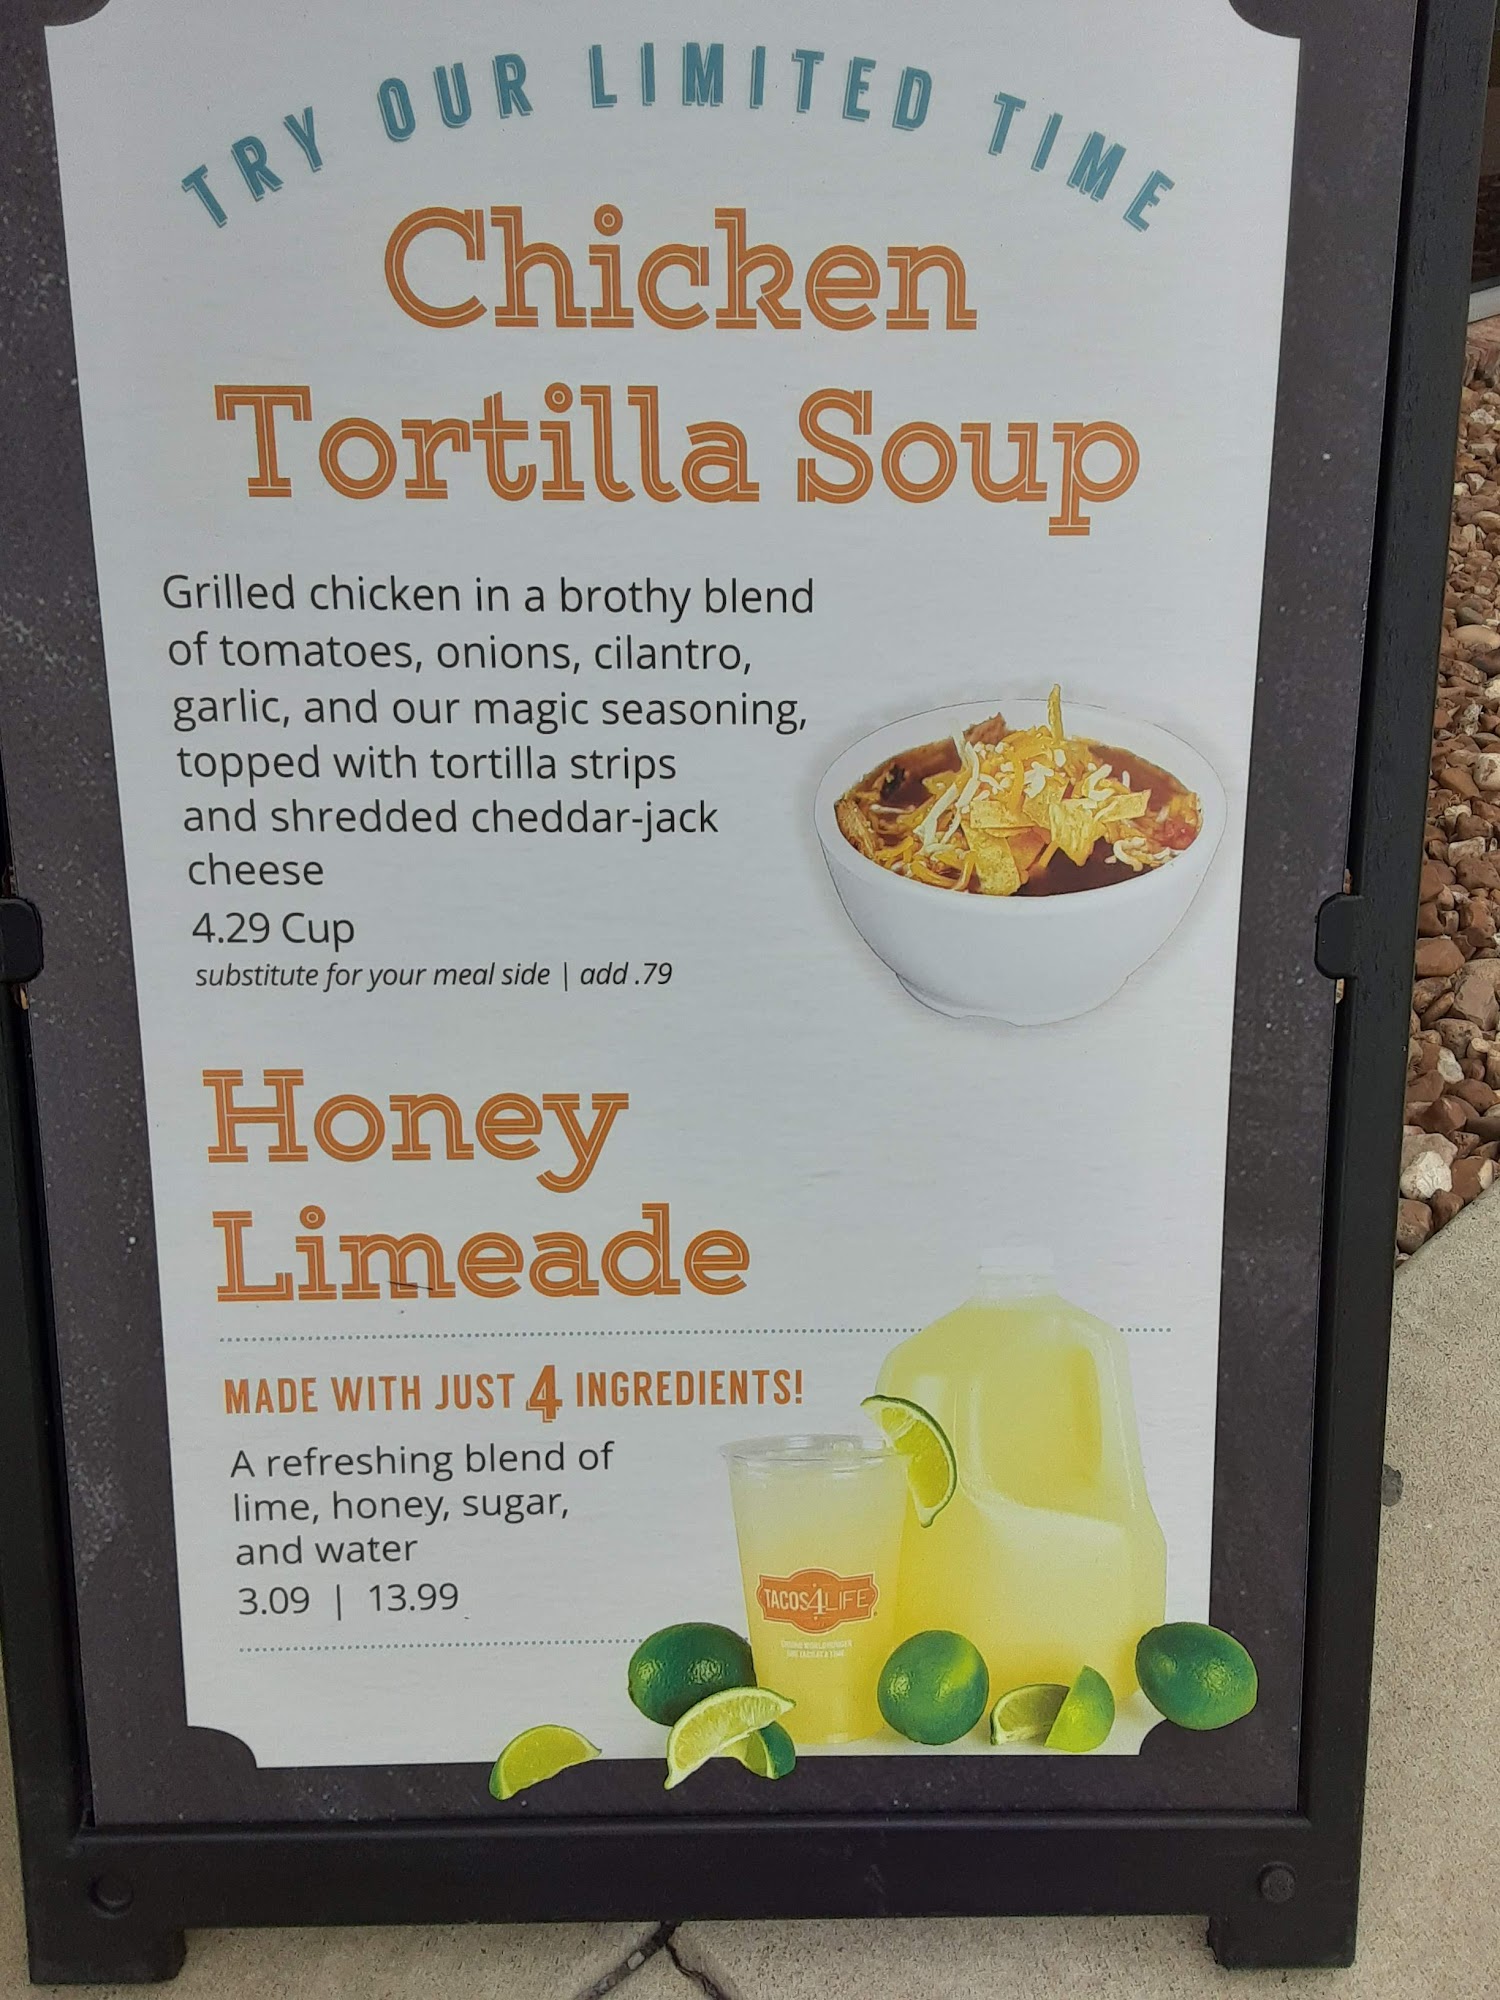 TRY OUR LIMITED TIME
Chicken
Tortilla Soup
Grilled chicken in a brothy blend
of tomatoes, onions, cilantro,
garlic, and our magic seasoning,
topped with tortilla strips
and shredded cheddar-jack
cheese
4.29 Cup
substitute for your meal side | add .79
Honey
Limeade
MADE WITH JUST 4 INGREDIENTS!
A refreshing blend of
lime, honey, sugar,
and water
3.09 | 13.99
TACOS4LIFE